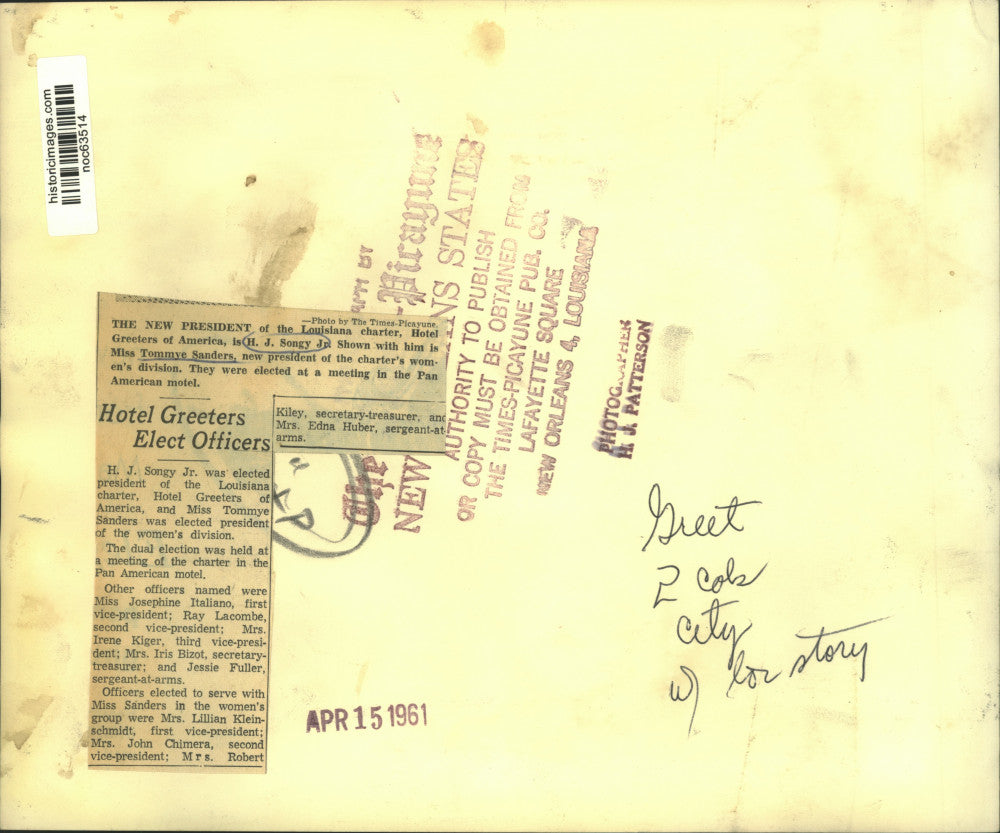 historicimages.com
noc63514
—Photo by The Times-Picayune.
THE NEW PRESIDENT of the Louisiana charter, Hotel
Greeters of America, is H. J. Songy Jr. Shown with him is
Miss Tommye Sanders, new president of the charter's wom-
en's division. They were elected at a meeting in the Pan
American motel.
Hotel Greeters
Elect Officers
H. J. Songy Jr. was elected
president of the Louisiana
charter, Hotel Greeters of
America, and Miss Tommye
Sanders was elected president
of the women's division.
The dual election was held at
a meeting of the charter in the
Pan American motel.
Other officers named were
Miss Josephine Italiano, first
vice-president; Ray Lacombe,
second vice-president; Mrs.
Irene Kiger, third vice-presi-
dent; Mrs. Iris Bizot, secretary-
treasurer; and Jessie Fuller,
sergeant-at-arms.
Officers elected to serve with
Miss Sanders in the women's
group were Mrs. Lillian Klein-
schmidt, first vice-president;
Mrs. John Chimera, second
vice-president; Mrs. Robert
Kiley, secretary-treasurer, and
Mrs. Edna Huber, sergeant-at-
arms.
-Picayune
NEW STATES
AUTHORITY TO PUBLISH
OR COPY MUST BE OBTAINED FROM
THE TIMES-PICAYUNE PUB. CO.
LAFAYETTE SQUARE
NEW ORLEANS 4, LOUISIANA
PHOTOGRAPHER
H. J. PATTERSON
APR 15 1961
Greet
2 cols
city
w/ story